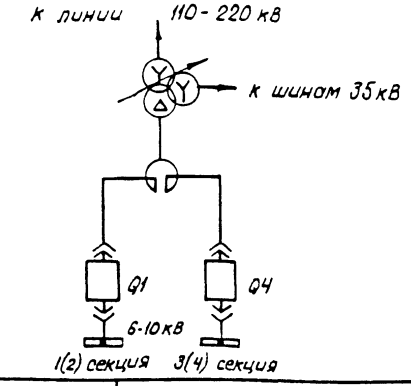 к линии 110-220 кВ
к шинам 35кВ
Q1 Q4
6-10кВ
1(2) секция 3(4) секция